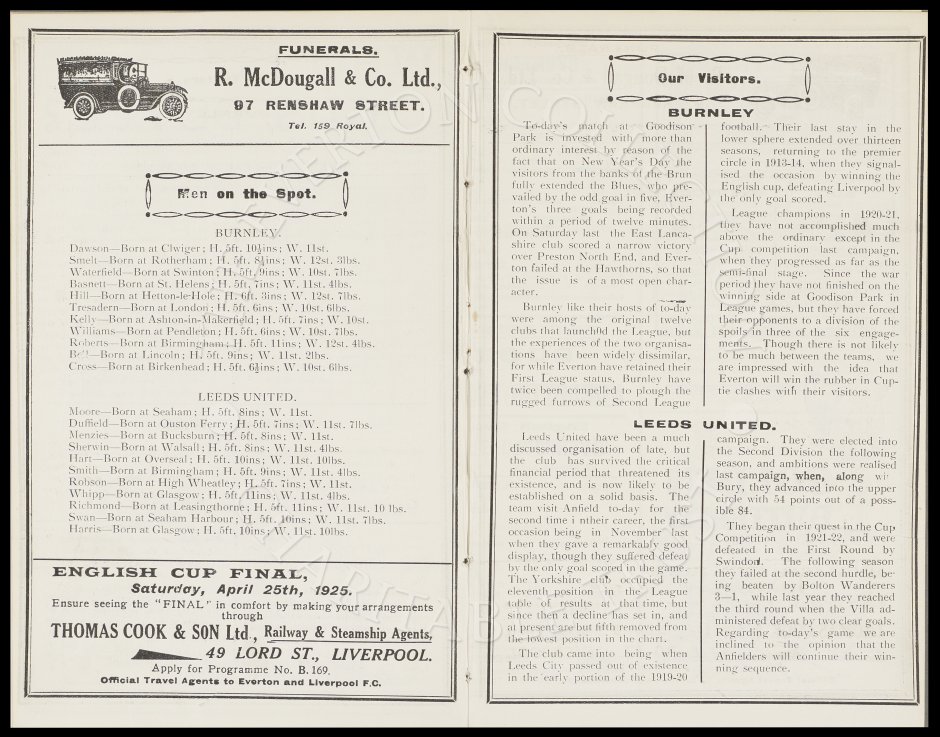 FUNERALS.
R. McDougall & Co. Ltd.,
97 RENSHAW STREET.
Tel. 159 Royal.
Men on the Spot.
BURNLEY.
Dawson—Born at Clwiger; H. 5ft. 10½ins; W. 11st.
Smelt—Born at Rotherham; H. 5ft. 8½ins; W. 12st. 3lbs.
Waterfield—Born at Swinton; H. 5ft. 9ins; W. 10st. 7lbs.
Basnett—Born at St. Helens; H. 5ft. 7ins; W. 11st. 4lbs.
Hill—Born at Hetton-le-Hole; H. 6ft. 3ins; W. 12st. 7lbs.
Tresadern—Born at London; H. 5ft. 6ins; W. 10st. 6lbs.
Kelly—Born at Ashton-in-Makerfield; H. 5ft. 7ins; W. 10st.
Williams—Born at Pendleton; H. 5ft. 6ins; W. 10st. 7lbs.
Roberts—Born at Birmingham; H. 5ft. 11ins; W. 12st. 4lbs.
Bell—Born at Lincoln; H. 5ft. 9ins; W. 11st. 2lbs.
Cross—Born at Birkenhead; H. 5ft. 6½ins; W. 10st. 6lbs.
LEEDS UNITED.
Moore—Born at Seaham; H. 5ft. 8ins; W. 11st.
Duffield—Born at Ouston Ferry; H. 5ft. 7ins; W. 11st. 7lbs.
Menzies—Born at Bucksburn; H. 5ft. 8ins; W. 11st.
Sherwin—Born at Walsall; H. 5ft. 8ins; W. 11st. 4lbs.
Hart—Born at Overseal; H. 5ft. 10ins; W. 11st. 10lbs.
Smith—Born at Birmingham; H. 5ft. 9ins; W. 11st. 4lbs.
Robson—Born at High Wheatley; H. 5ft. 7ins; W. 11st.
Whipp—Born at Glasgow; H. 5ft. 11ins; W. 11st. 4lbs.
Richmond—Born at Leasingthorne; H. 5ft. 11ins; W. 11st. 10 lbs.
Swan—Born at Seaham Harbour; H. 5ft. 10ins; W. 11st. 7lbs.
Harris—Born at Glasgow; H. 5ft. 10ins; W. 11st. 10lbs.
ENGLISH CUP FINAL,
Saturday, April 25th, 1925.
Ensure seeing the "FINAL" in comfort by making your arrangements
through
THOMAS COOK & SON Ltd., Railway & Steamship Agents,
49 LORD ST., LIVERPOOL.
Apply for Programme No. B.169.
Official Travel Agents to Everton and Liverpool F.C.
Our Visitors.
BURNLEY
To-day's match at Goodison
Park is invested with more than
ordinary interest by reason of the
fact that on New Year's Day the
visitors from the banks of the Brun
fully extended the Blues, who pre-
vailed by the odd goal in five, Ever-
ton's three goals being recorded
within a period of twelve minutes.
On Saturday last the East Lanca-
shire club scored a narrow victory
over Preston North End, and Ever-
ton failed at the Hawthorns, so that
the issue is of a most open char-
acter.
Burnley like their hosts of to-day
were among the original twelve
clubs that launchfld the League, but
the experiences of the two organisa-
tions have been widely dissimilar,
for while Everton have retained their
First League status, Burnley have
twice been compelled to plough the
rugged furrows of Second League
football. Their last stay in the
lower sphere extended over thirteen
seasons, returning to the premier
circle in 1913-14, when they signal-
ised the occasion by winning the
English cup, defeating Liverpool by
the only goal scored.
League champions in 1920-21,
they have not accomplished much
above the ordinary except in the
Cup competition last campaign,
when they progressed as far as the
semi-final stage. Since the war
period they have not finished on the
winning side at Goodison Park in
League games, but they have forced
their opponents to a division of the
spoils in three of the six engage-
ments. Though there is not likely
to be much between the teams, we
are impressed with the idea that
Everton will win the rubber in Cup-
tie clashes with their visitors.
LEEDS UNITED.
Leeds United have been a much
discussed organisation of late, but
the club has survived the critical
financial period that threatened its
existence, and is now likely to be
established on a solid basis. The
team visit Anfield to-day for the
second time i ntheir career, the first
occasion being in November last
when they gave a remarkably good
display, though they suffered defeat
by the only goal scored in the game.
The Yorkshire club occupied the
eleventh position in the League
table of results at that time, but
since then a decline has set in, and
at present are but fifth removed from
the lowest position in the chart.
The club came into being when
Leeds City passed out of existence
in the early portion of the 1919-20
campaign. They were elected into
the Second Division the following
season, and ambitions were realised
last campaign, when, along wi
Bury, they advanced into the upper
circle with 54 points out of a poss-
ible 84.
They began their quest in the Cup
Competition in 1921-22, and were
defeated in the First Round by
Swindon. The following season
they failed at the second hurdle, be-
ing beaten by Bolton Wanderers
3—1, while last year they reached
the third round when the Villa ad-
ministered defeat by two clear goals.
Regarding to-day's game we are
inclined to the opinion that the
Anfielders will continue their win-
ning sequence.